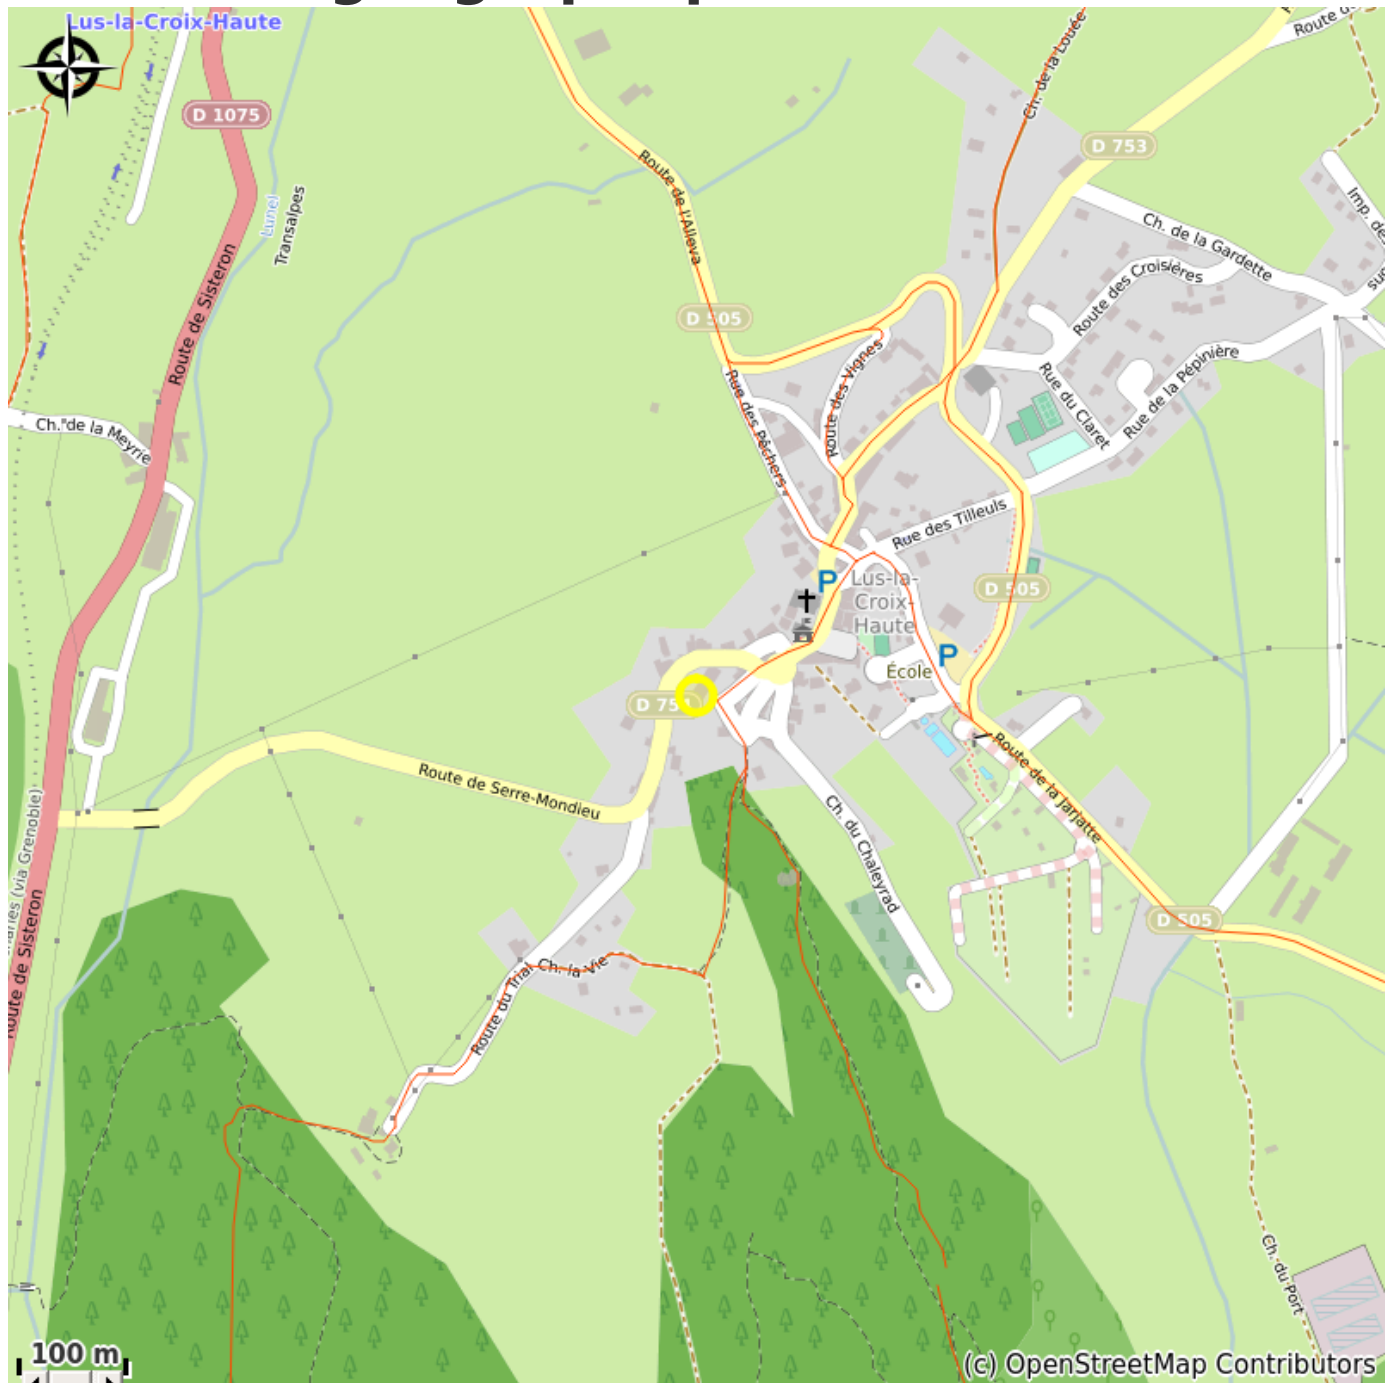 Lus-la-Croix-Haute
Route de la Louée
D 1075
D 753
Route de l'Alleva
Lunel
Transalpes
Ch. de la Gardette
Route des Croisières
Route de Sisteron
D 505
Rue de la Pépinière
Route des Vignes
Rue des Pêchers
Rue du Claret
Ch. de la Meyrie
Rue des Tilleuls
P
Lus-la-
Croix-
Haute
D 505
P
École
Route de Serre-Mondieu
Route de la Jarjatte
Ch. du Chaleyrad
(via Grenoble)
Route de Sisteron
D 505
Ch. la Vie
Route du Trial
Ch. du Port
100 m
(c) OpenStreetMap Contributors